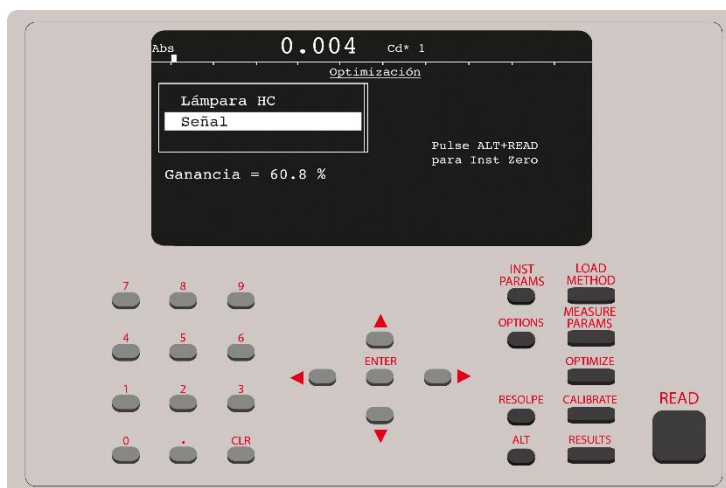 Abs 0.004 Cd* 1
Optimización
Lámpara HC
Señal
Pulse ALT+READ
para Inst Zero
Ganancia = 60.8 %
INST
PARAMS
LOAD
METHOD
7 8 9
OPTIONS
MEASURE
PARAMS
4 5 6
ENTER
OPTIMIZE
1 2 3
RESOLPE
CALIBRATE
READ
0 . CLR
ALT
RESULTS